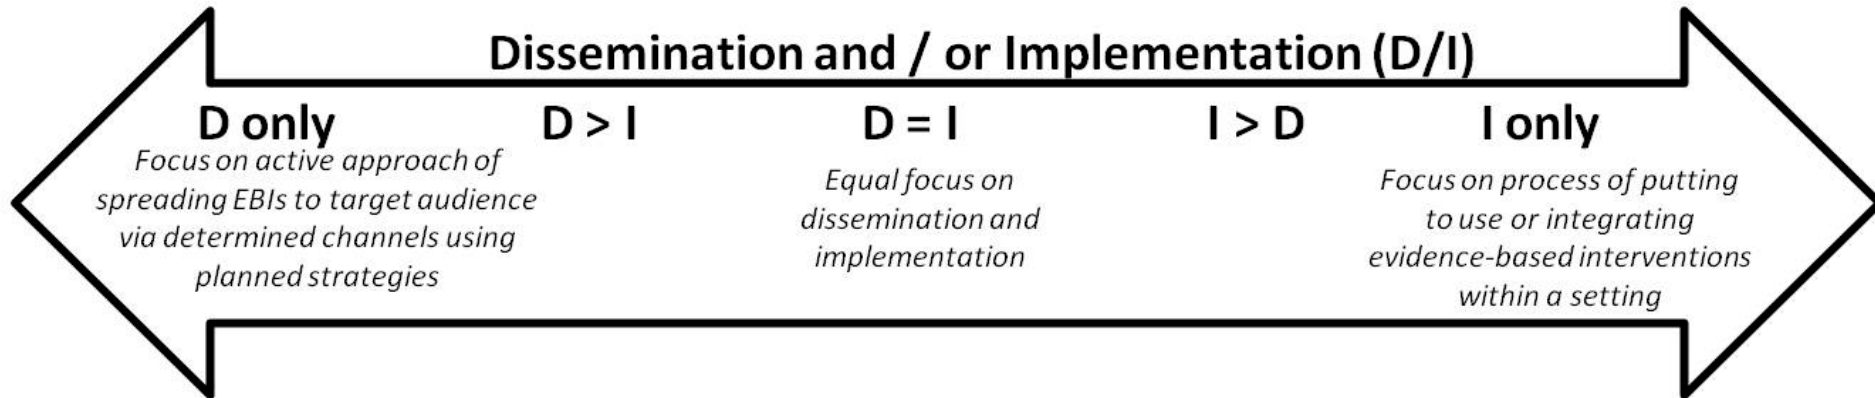 Dissemination and / or Implementation (D/I)
D only
Focus on active approach of
spreading EBIs to target audience
via determined channels using
planned strategies
D > I
D = I
Equal focus on
dissemination and
implementation
I > D
I only
Focus on process of putting
to use or integrating
evidence-based interventions
within a setting